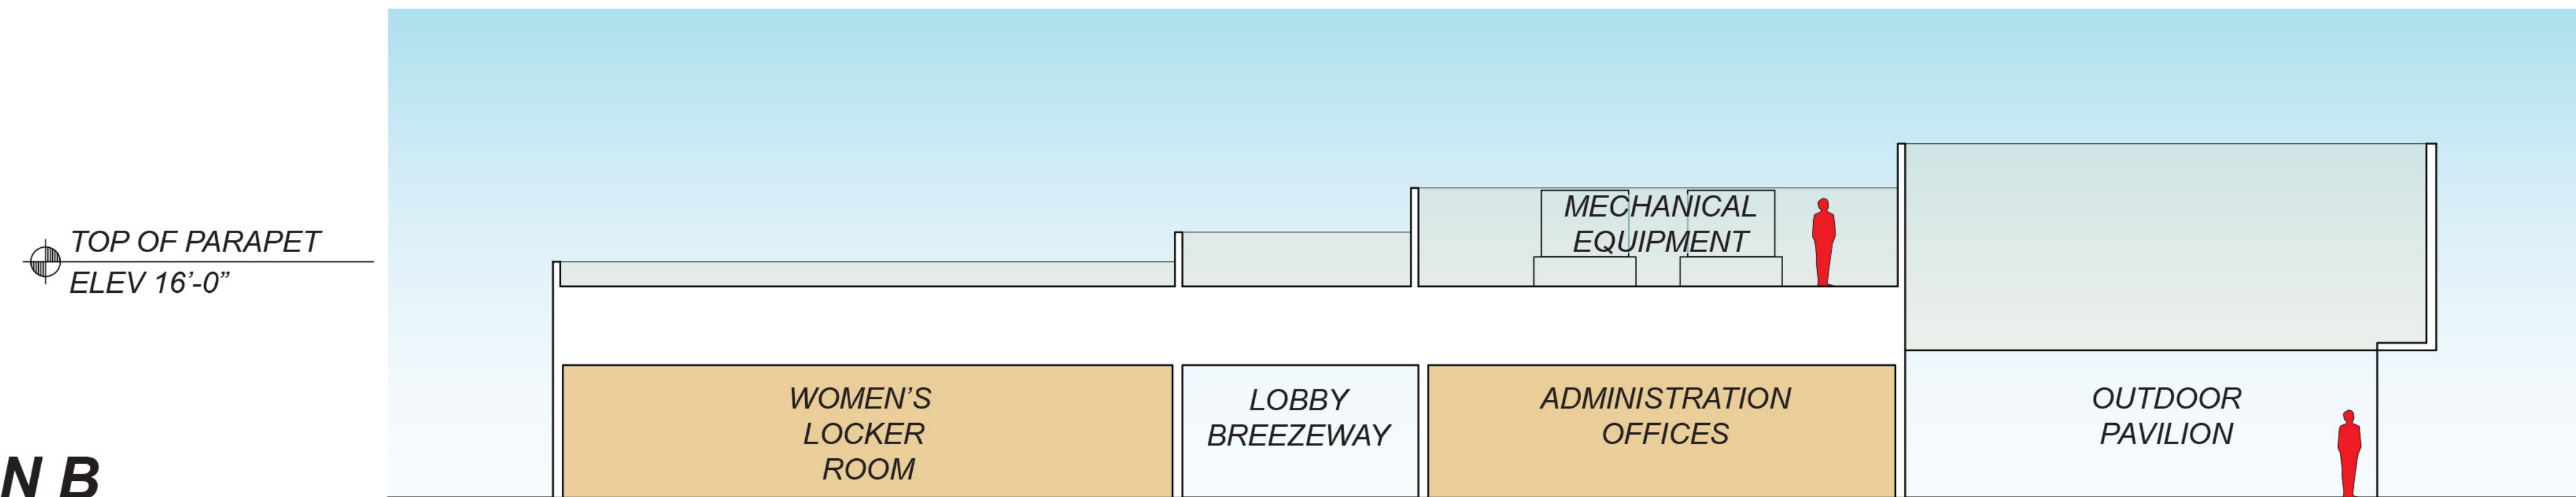 TOP OF PARAPET
ELEV 16’-0”
MECHANICAL
EQUIPMENT
WOMEN’S
LOCKER
ROOM
LOBBY
BREEZEWAY
ADMINISTRATION
OFFICES
OUTDOOR
PAVILION
N B